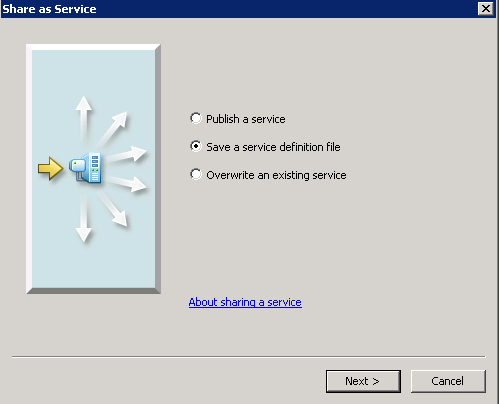 Share as Service
Publish a service
Save a service definition file
Overwrite an existing service
About sharing a service
Next >
Cancel